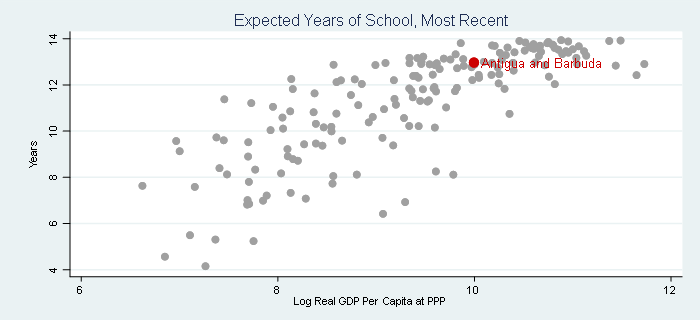 Expected Years of School, Most Recent
14
12
10
8
6
4
Years
Antigua and Barbuda
6 8 10 12
Log Real GDP Per Capita at PPP